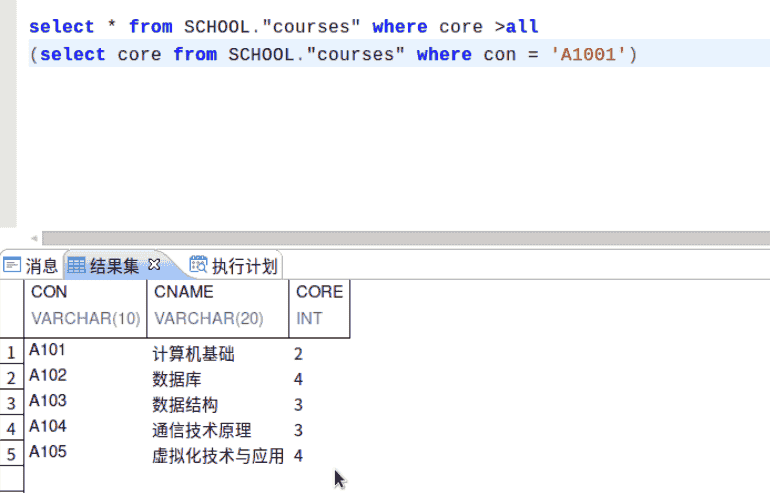 select * from SCHOOL."courses" where core >all
(select core from SCHOOL."courses" where con = 'A1001')
消息 结果集 执行计划
CON CNAME CORE
VARCHAR(10) VARCHAR(20) INT
1 A101 计算机基础 2
2 A102 数据库 4
3 A103 数据结构 3
4 A104 通信技术原理 3
5 A105 虚拟化技术与应用 4